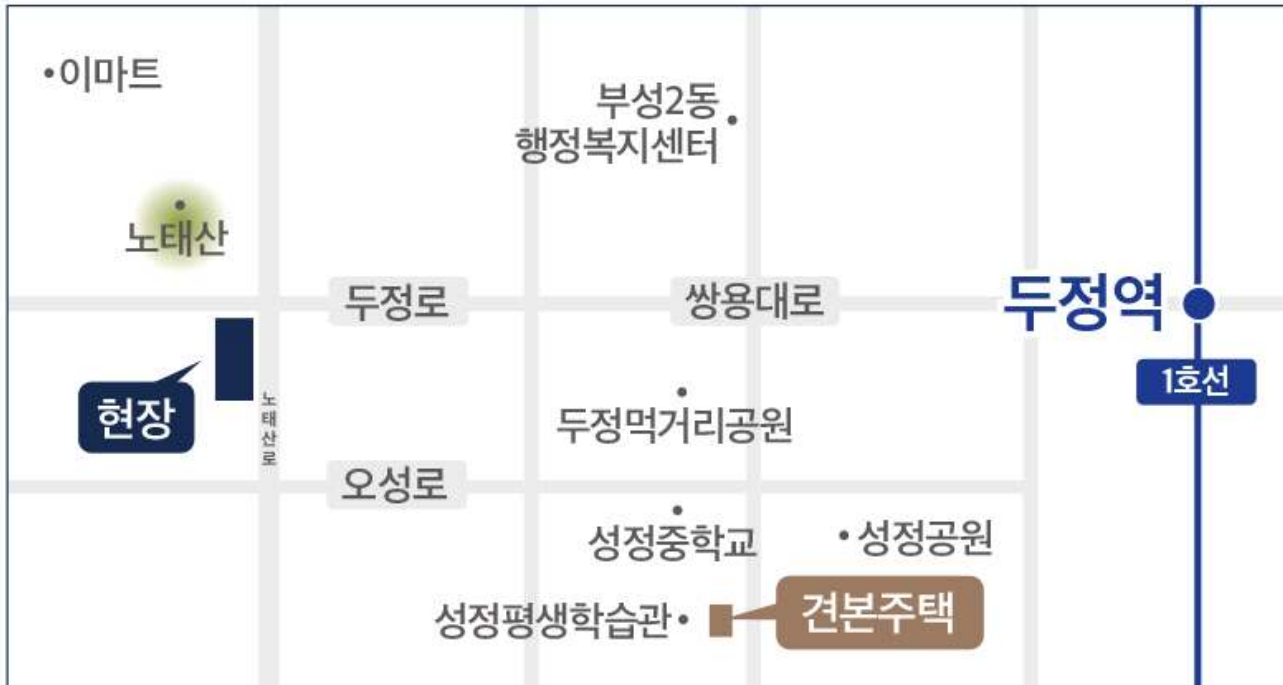 이마트
부성2동
행정복지센터
노태산
두정로
쌍용대로
두정역
1호선
현장
노태산로
두정먹거리공원
오성로
성정중학교
성정공원
성정평생학습관
견본주택